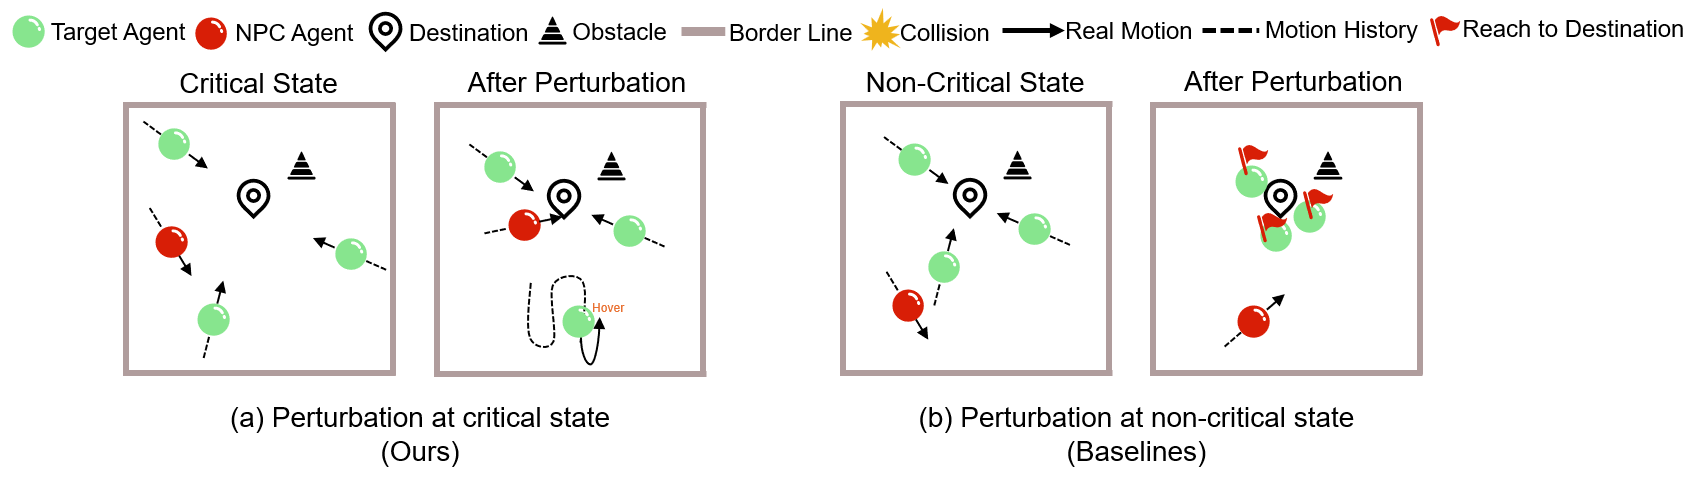 Target Agent NPC Agent Destination Obstacle Border Line Collision Real Motion Motion History Reach to Destination
Critical State After Perturbation Non-Critical State After Perturbation
Hover
(a) Perturbation at critical state (b) Perturbation at non-critical state
(Ours) (Baselines)